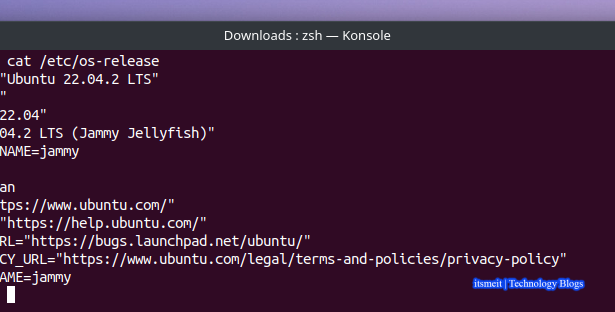 Downloads : zsh — Konsole
cat /etc/os-release
"Ubuntu 22.04.2 LTS"
"
22.04"
04.2 LTS (Jammy Jellyfish)"
NAME=jammy
an
tps://www.ubuntu.com/"
"https://help.ubuntu.com/"
RL="https://bugs.launchpad.net/ubuntu/"
CY_URL="https://www.ubuntu.com/legal/terms-and-policies/privacy-policy"
AME=jammy
itsmeit | Technology Blogs